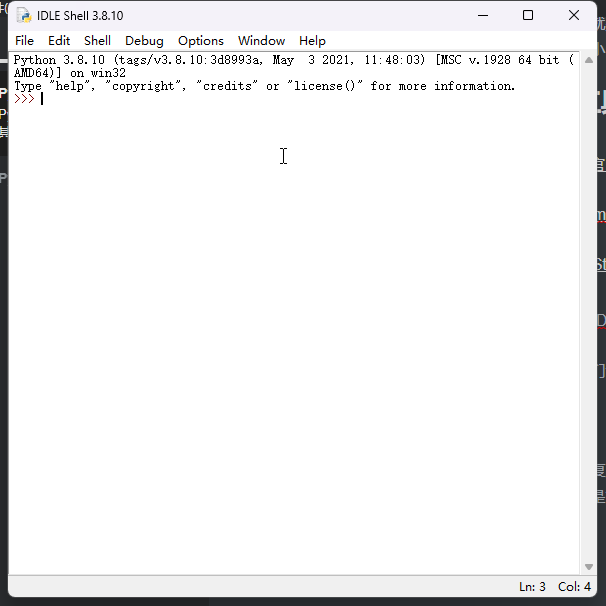 IDLE Shell 3.8.10
File Edit Shell Debug Options Window Help
Python 3.8.10 (tags/v3.8.10:3d8993a, May  3 2021, 11:48:03) [MSC v.1928 64 bit (
AMD64)] on win32
Type "help", "copyright", "credits" or "license()" for more information.
>>>
Ln: 3 Col: 4